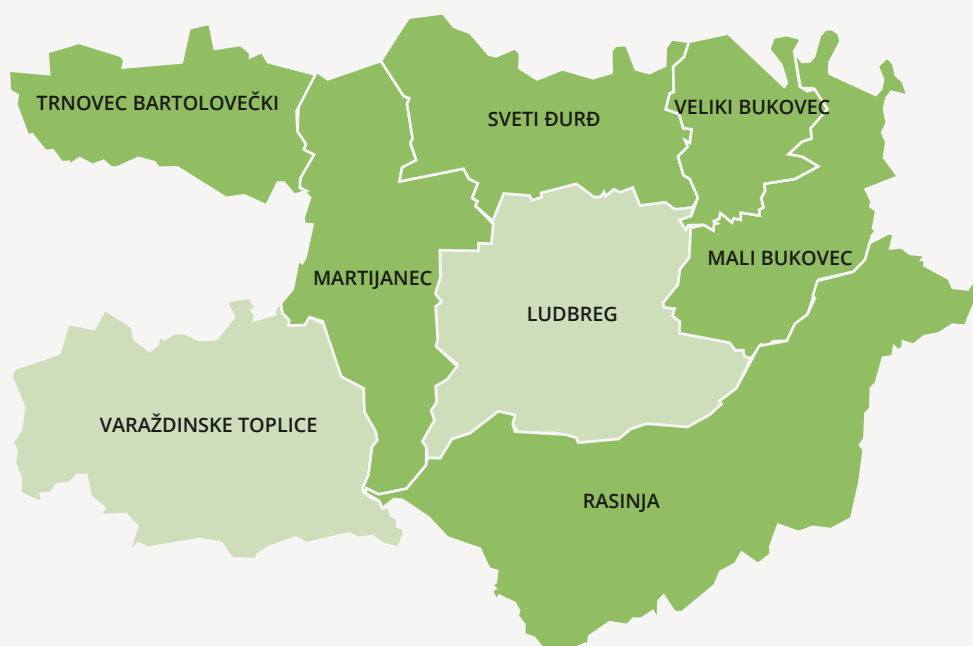 TRNOVEC BARTOLOVEČKI
SVETI ĐURĐ
VELIKI BUKOVEC
MARTIJANEC
MALI BUKOVEC
LUDBREG
VARAŽDINSKE TOPLICE
RASINJA